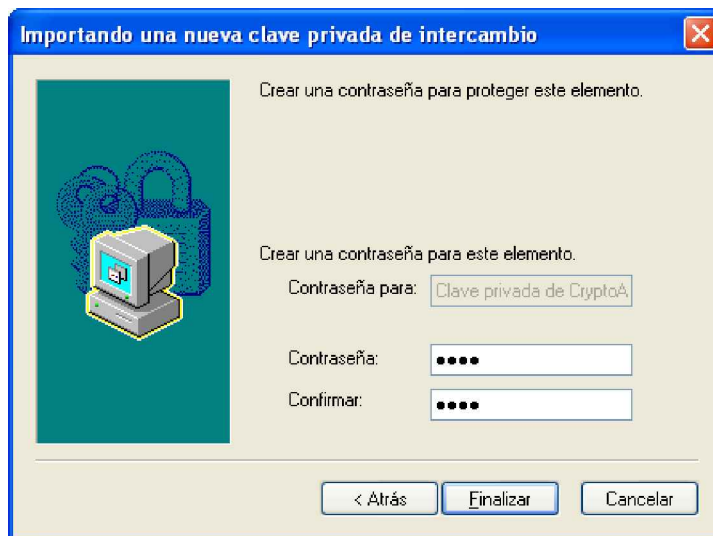 Importando una nueva clave privada de intercambio
Crear una contraseña para proteger este elemento.
Crear una contraseña para este elemento.
Contraseña para: Clave privada de CryptoA
Contraseña: ●●●●
Confirmar: ●●●●
< Atrás Finalizar Cancelar